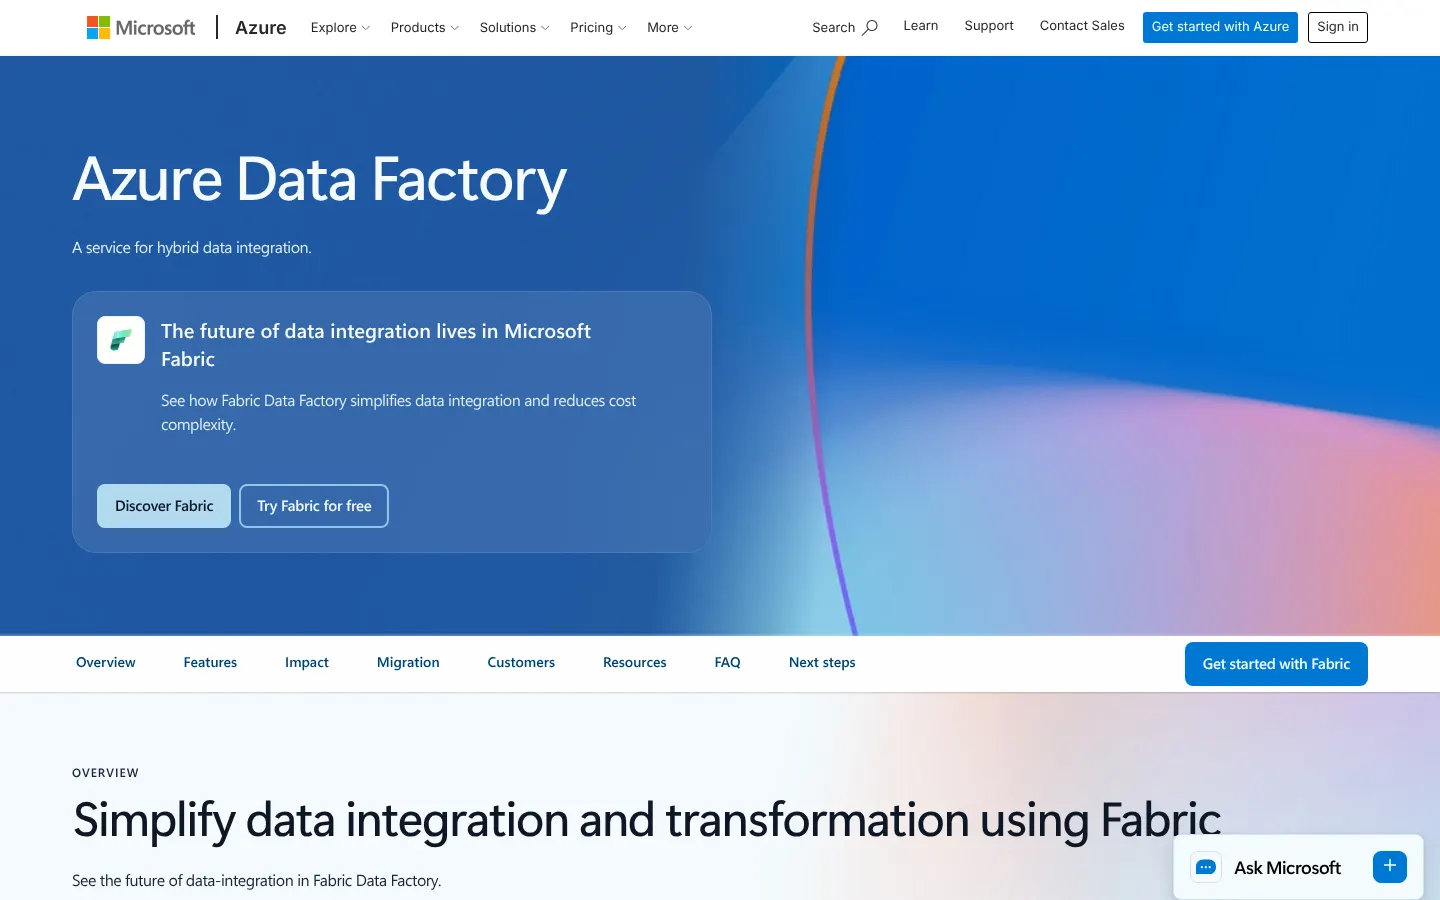 Microsoft
Azure
Explore
Products
Solutions
Pricing
More
Search
Learn
Support
Contact Sales
Get started with Azure
Sign in
Azure Data Factory
A service for hybrid data integration.
The future of data integration lives in Microsoft
Fabric
See how Fabric Data Factory simplifies data integration and reduces cost
complexity.
Discover Fabric
Try Fabric for free
Overview
Features
Impact
Migration
Customers
Resources
FAQ
Next steps
Get started with Fabric
OVERVIEW
Simplify data integration and transformation using Fabric
See the future of data-integration in Fabric Data Factory.
Ask Microsoft